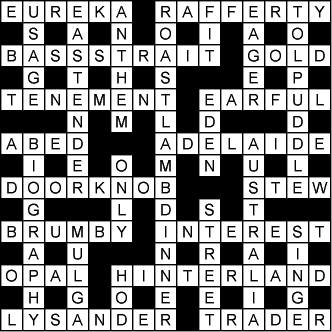 EUREKA RAFFERTY
S A N O I A O
BASSSTRAIT GOLD
G T H S T E P
TENEMENT EARFUL
N M L D D
ABED ADELAIDE
I E O M N U L
DOORKNOB STEW
G L D S T
BRUMBY INTEREST
A U N R A I
OPAL HINTERLAND
H G O E E I G
LYSANDER TRADER